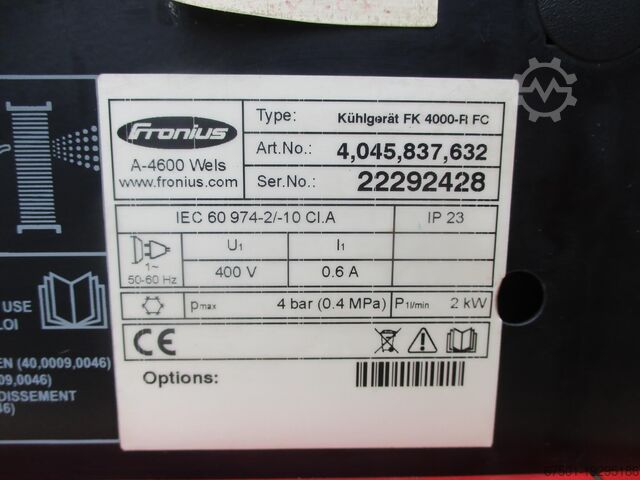 Fronius
A-4600 Wels
www.fronius.com
Type: Kühlgerät FK 4000-R FC
Art.No.: 4,045,837,632
Ser.No.: 22292428
IEC 60 974-2/-10 Cl.A IP 23
1~
50-60 Hz
U1 I1
400 V 0.6 A
pmax 4 bar (0.4 MPa) P1l/min 2 kW
CE
Options:
USE
LOI
EN (40,0009,0046)
009,0046)
DISSEMENT
46)